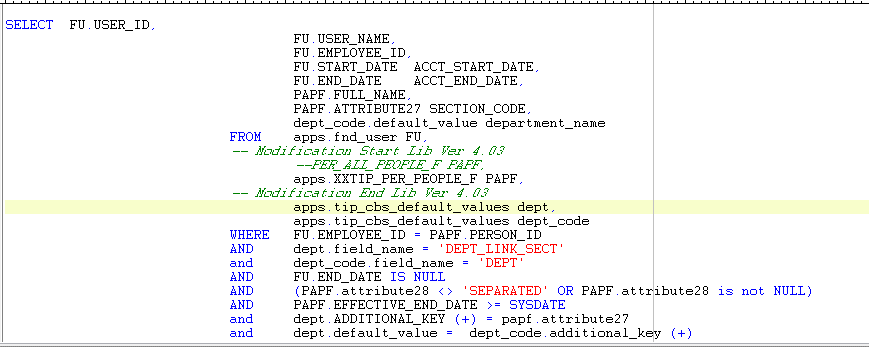 SELECT FU.USER_ID,
FU.USER_NAME,
FU.EMPLOYEE_ID,
FU.START_DATE ACCT_START_DATE,
FU.END_DATE ACCT_END_DATE,
PAPF.FULL_NAME,
PAPF.ATTRIBUTE27 SECTION_CODE,
dept_code.default_value department_name
FROM apps.fnd_user FU,
-- Modification Start Lib Ver 4.03
--PER_ALL_PEOPLE_F PAPF,
apps.XXTIP_PER_PEOPLE_F PAPF,
-- Modification End Lib Ver 4.03
apps.tip_cbs_default_values dept,
apps.tip_cbs_default_values dept_code
WHERE FU.EMPLOYEE_ID = PAPF.PERSON_ID
AND dept.field_name = 'DEPT_LINK_SECT'
and dept_code.field_name = 'DEPT'
AND FU.END_DATE IS NULL
AND (PAPF.attribute28 <> 'SEPARATED' OR PAPF.attribute28 is not NULL)
AND PAPF.EFFECTIVE_END_DATE >= SYSDATE
and dept.ADDITIONAL_KEY (+) = papf.attribute27
and dept.default_value = dept_code.additional_key (+)